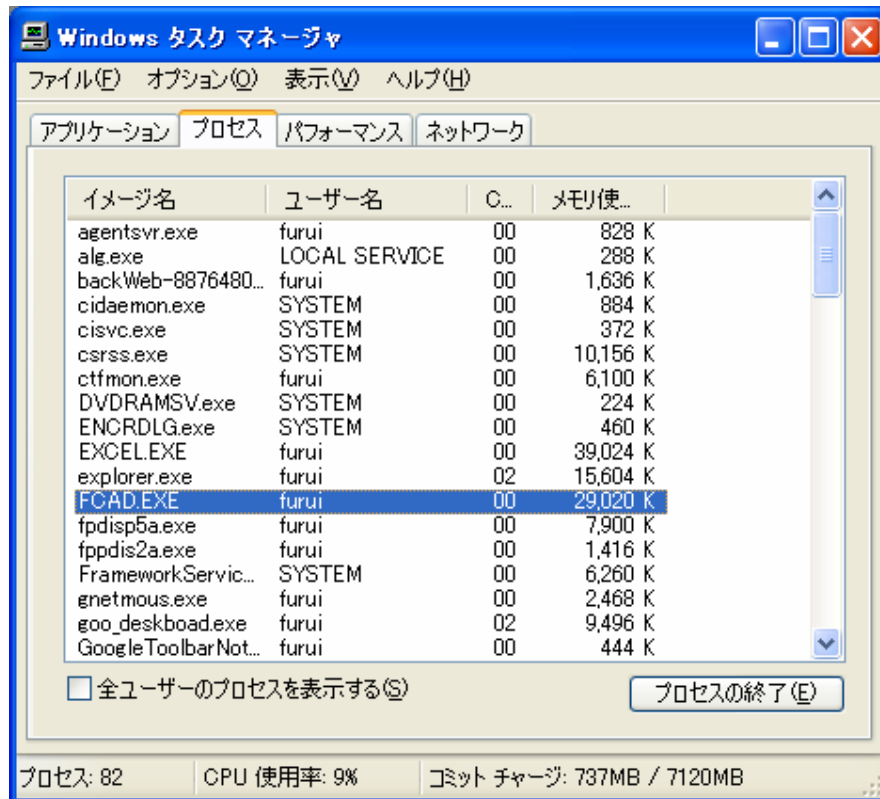 Windows タスク マネージャ
ファイル(F) オプション(O) 表示(V) ヘルプ(H)
アプリケーション プロセス パフォーマンス ネットワーク
イメージ名 ユーザー名 C... メモリ使...
agentsvr.exe furui 00 828 K
alg.exe LOCAL SERVICE 00 288 K
backWeb-8876480... furui 00 1,636 K
cidaemon.exe SYSTEM 00 884 K
cisvc.exe SYSTEM 00 372 K
csrss.exe SYSTEM 00 10,156 K
ctfmon.exe furui 00 6,100 K
DVDRAMSV.exe SYSTEM 00 224 K
ENCRDLG.exe SYSTEM 00 460 K
EXCEL.EXE furui 00 39,024 K
explorer.exe furui 02 15,604 K
FCAD.EXE furui 00 29,020 K
fpdisp5a.exe furui 00 7,900 K
fppdis2a.exe furui 00 1,416 K
FrameworkServic... SYSTEM 00 6,260 K
gnetmous.exe furui 00 2,468 K
goo_deskboad.exe furui 02 9,496 K
GoogleToolbarNot... furui 00 444 K
全ユーザーのプロセスを表示する(S) プロセスの終了(E)
プロセス: 82 CPU 使用率: 9% コミット チャージ: 737MB / 7120MB